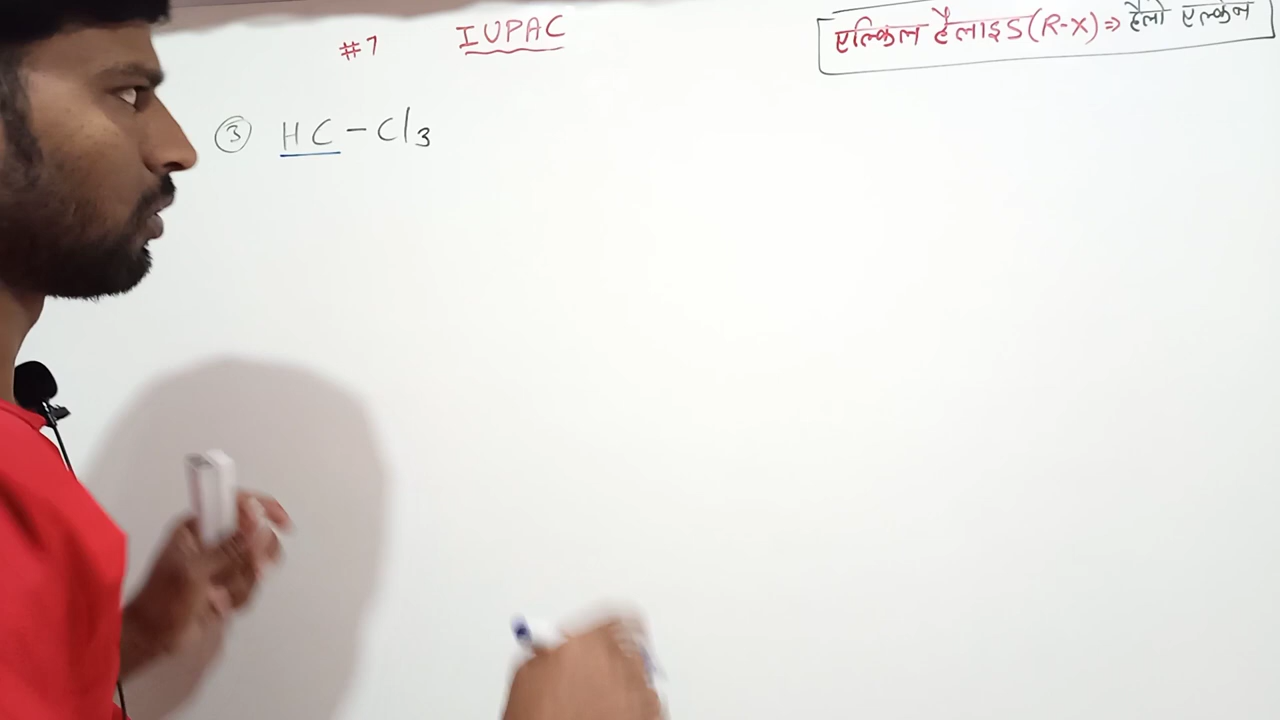 #7 IUPAC
एल्किल हैलाइड (R-X) ⇒ हैलो एल्केन
③ HC-Cl3